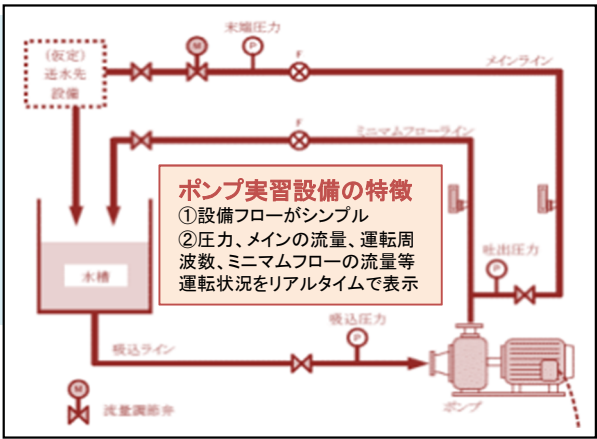 末端圧力
M
P
F
メインライン
（仮定）
送水先
設備
F
ミニマムフローライン
ポンプ実習設備の特徴
①設備フローがシンプル
②圧力、メインの流量、運転周
波数、ミニマムフローの流量等
運転状況をリアルタイムで表示
吐出圧力
P
水槽
吸込圧力
P
吸込ライン
M
流量調節弁
ポンプ